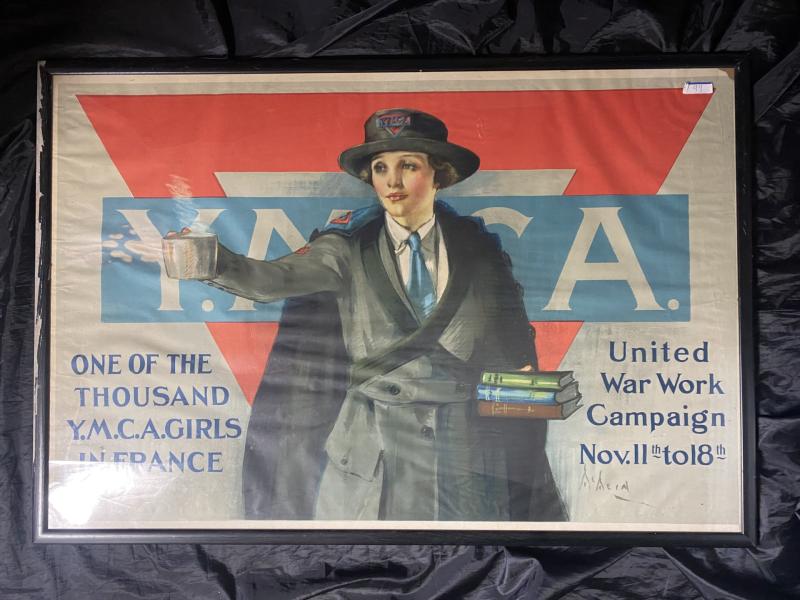 Y.M.C.A.
Y.M.C.A.
ONE OF THE
THOUSAND
Y.M.C.A. GIRLS
IN FRANCE
United
War Work
Campaign
Nov. 11th to 18th